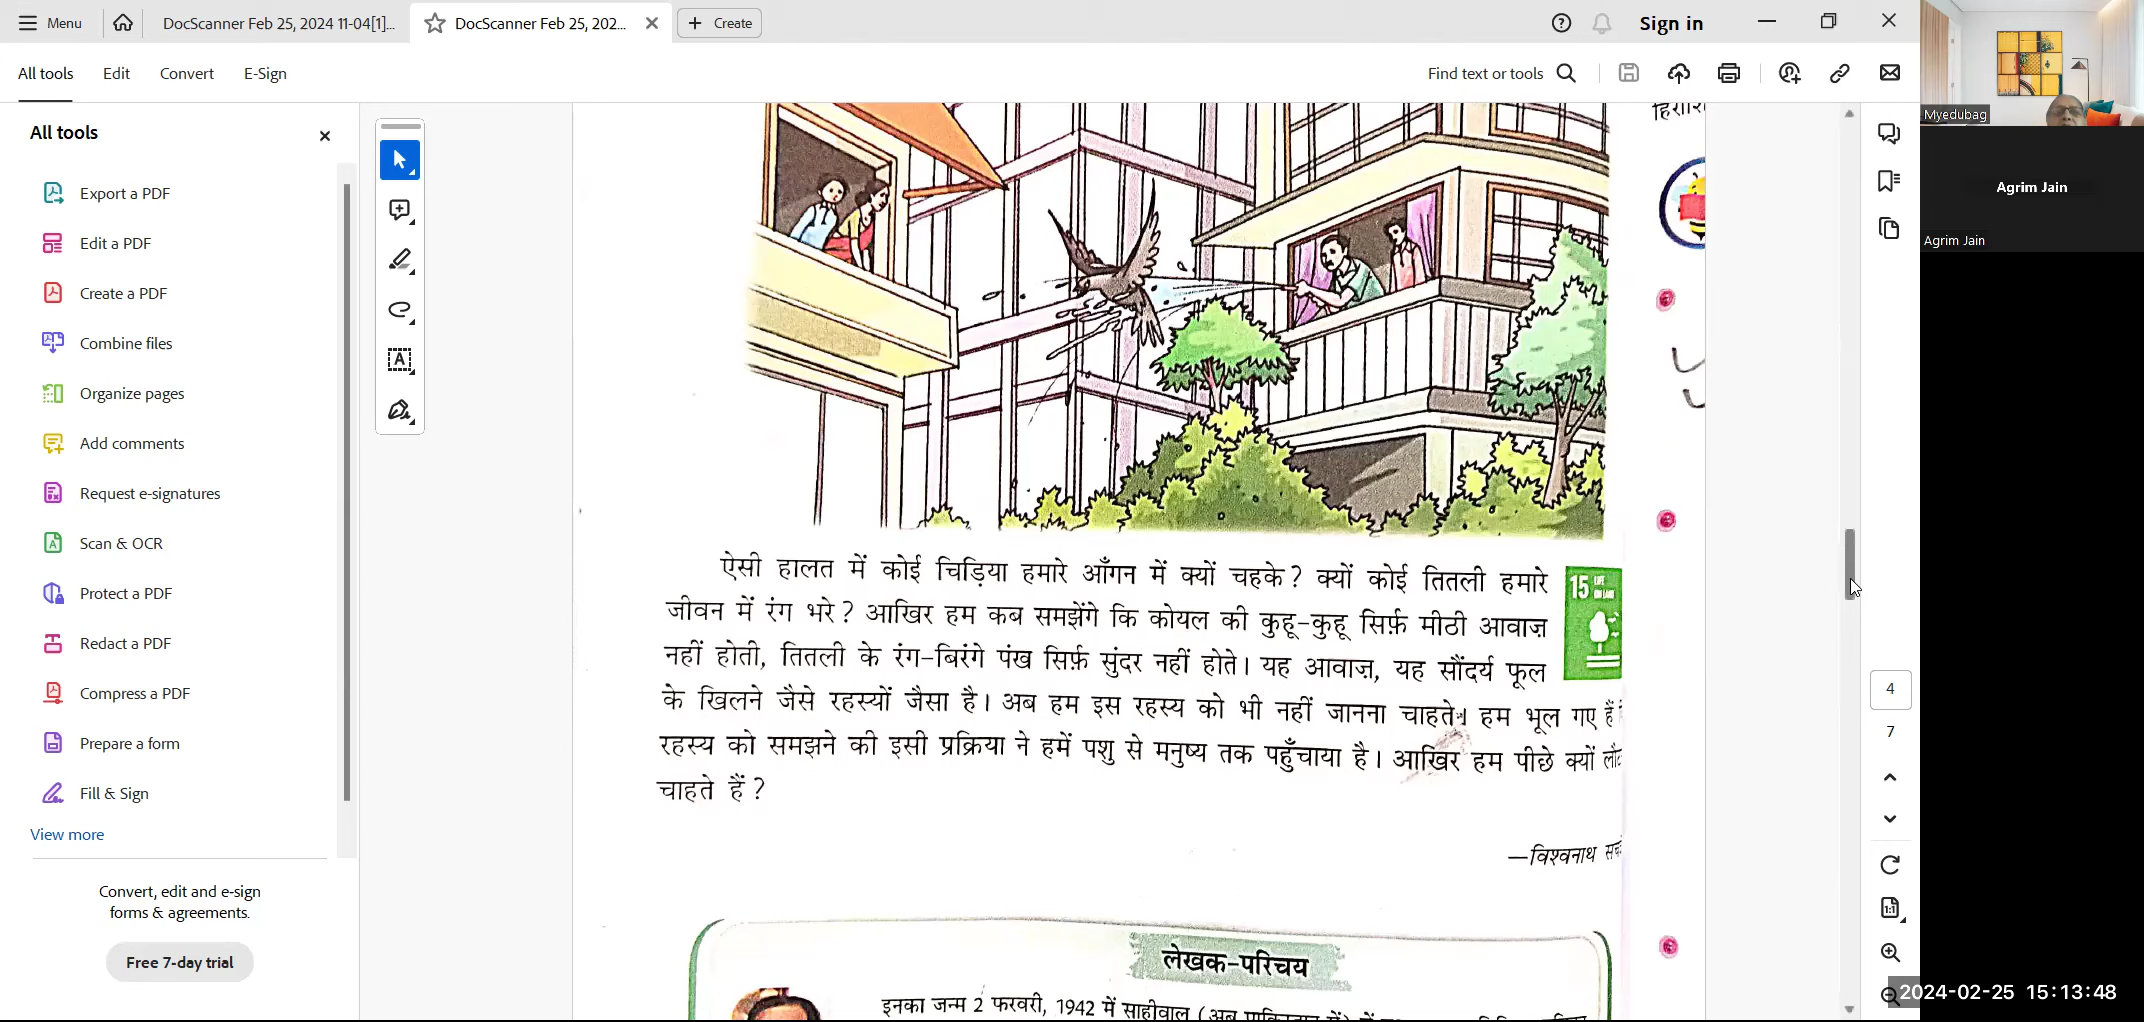 Menu
DocScanner Feb 25, 2024 11-04[1]...
DocScanner Feb 25, 202...
Create
Sign in
All tools
Edit
Convert
E-Sign
Find text or tools
All tools
Export a PDF
Edit a PDF
Create a PDF
Combine files
Organize pages
Add comments
Request e-signatures
Scan & OCR
Protect a PDF
Redact a PDF
Compress a PDF
Prepare a form
Fill & Sign
View more
Convert, edit and e-sign
forms & agreements.
Free 7-day trial
ऐसी हालत में कोई चिड़िया हमारे आँगन में क्यों चहके? क्यों कोई तितली हमारे
जीवन में रंग भरे? आखिर हम कब समझेंगे कि कोयल की कुहू-कुहू सिर्फ़ मीठी आवाज़
नहीं होती, तितली के रंग-बिरंगे पंख सिर्फ़ सुंदर नहीं होते। यह आवाज़, यह सौंदर्य फूल
के खिलने जैसे रहस्यों जैसा है। अब हम इस रहस्य को भी नहीं जानना चाहते। हम भूल गए हैं
रहस्य को समझने की इसी प्रक्रिया ने हमें पशु से मनुष्य तक पहुँचाया है। आखिर हम पीछे क्यों
चाहते हैं?
15 LIFE
ON LAND
—विश्वनाथ
लेखक-परिचय
इनका जन्म 2 फरवरी, 1942 में साहीवाल (अब
4
7
Myedubag
Agrim Jain
Agrim Jain
2024-02-25 15:13:48